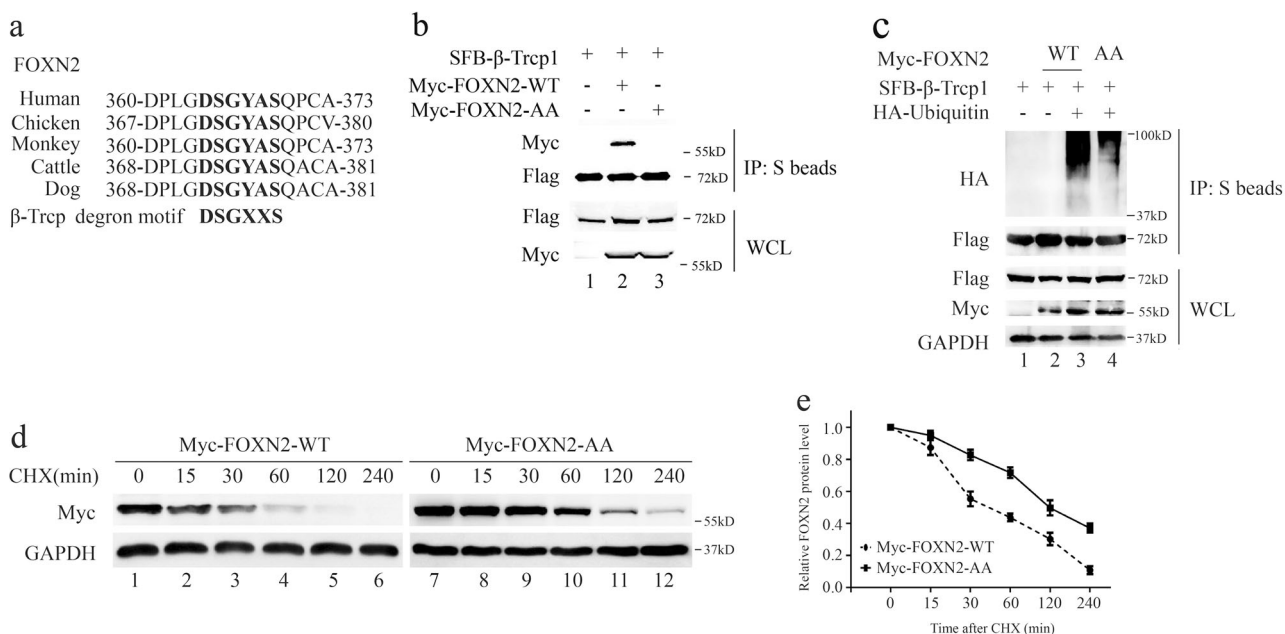 a
FOXN2
Human 360-DPLGDSGYASQPCA-373
Chicken 367-DPLGDSGYASQPCV-380
Monkey 360-DPLGDSGYASQPCA-373
Cattle 368-DPLGDSGYASQACA-381
Dog 368-DPLGDSGYASQACA-381
β-Trcp degron motif DSGXXS
b
SFB-β-Trcp1 + + +
Myc-FOXN2-WT - + -
Myc-FOXN2-AA - - +
Myc
55kD
Flag
72kD
IP: S beads
Flag
72kD
Myc
55kD
WCL
1 2 3
c
Myc-FOXN2 WT AA
SFB-β-Trcp1 + + + +
HA-Ubiquitin - - + +
100kD
HA
37kD
IP: S beads
Flag
72kD
Flag
72kD
Myc
55kD
WCL
GAPDH
37kD
1 2 3 4
d
Myc-FOXN2-WT Myc-FOXN2-AA
CHX(min) 0 15 30 60 120 240 0 15 30 60 120 240
Myc
55kD
GAPDH
37kD
1 2 3 4 5 6 7 8 9 10 11 12
e
Relative FOXN2 protein level
1.0
0.8
0.6
0.4
0.2
0.0
Myc-FOXN2-WT
Myc-FOXN2-AA
0 15 30 60 120 240
Time after CHX (min)